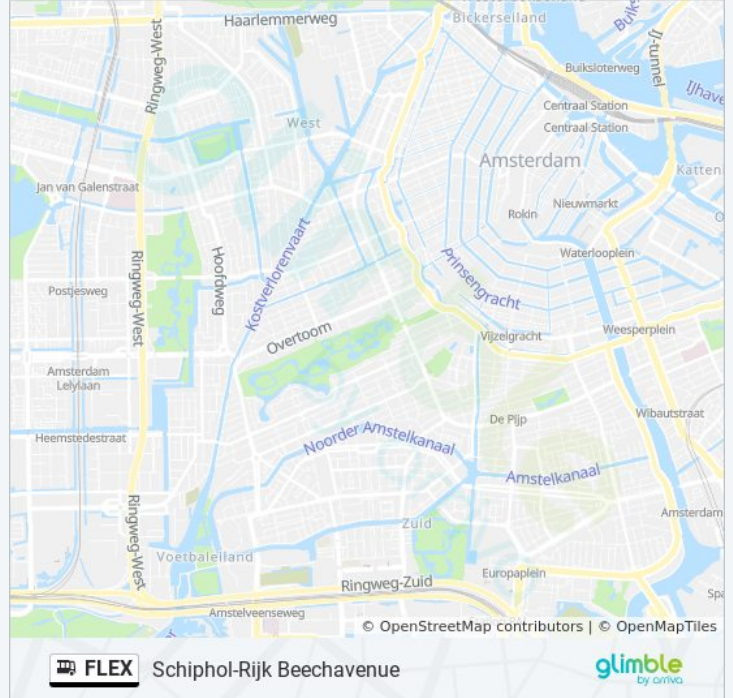 Haarlemmerweg
Bickerseiland
Ringweg-West
IJ-tunnel
Buiksloterweg
IJhave
Centraal Station
Centraal Station
West
Amsterdam
Katten
Jan van Galenstraat
Nieuwmarkt
Rokin
Kostverlorenvaart
Waterlooplein
Hoofdweg
Ringweg-West
Prinsengracht
Postjesweg
Overtoom
Vijzelgracht
Weesperplein
Amsterdam
Lelylaan
De Pijp
Wibautstraat
Heemstedestraat
Noorder Amstelkanaal
Amstelkanaal
Ringweg-West
Amsterdam
Zuid
Voetbaleiland
Europaplein
Ringweg-Zuid
Spa
Amstelveenseweg
© OpenStreetMap contributors | © OpenMapTiles
FLEX Schiphol-Rijk Beechavenue
glimble
by arriva